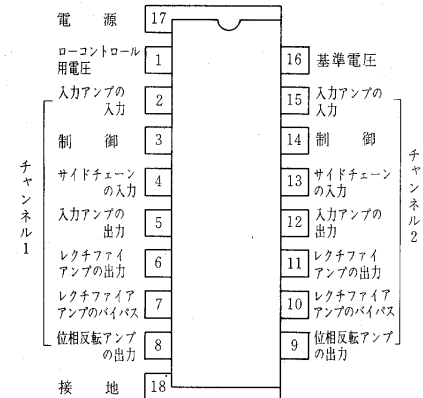 電源
17
ローコントロール
用電圧
1
入力アンプの
入力
2
制御
3
サイドチェーン
の入力
4
入力アンプの
出力
5
レクチファイ
アンプの出力
6
レクチファイア
アンプのバイパス
7
位相反転アンプ
の出力
8
接地
18
チャンネル1
16
基準電圧
15
入力アンプの
入力
14
制御
13
サイドチェーン
の入力
12
入力アンプの
出力
11
レクチファイ
アンプの出力
10
レクチファイア
アンプのバイパス
9
位相反転アンプ
の出力
チャンネル2